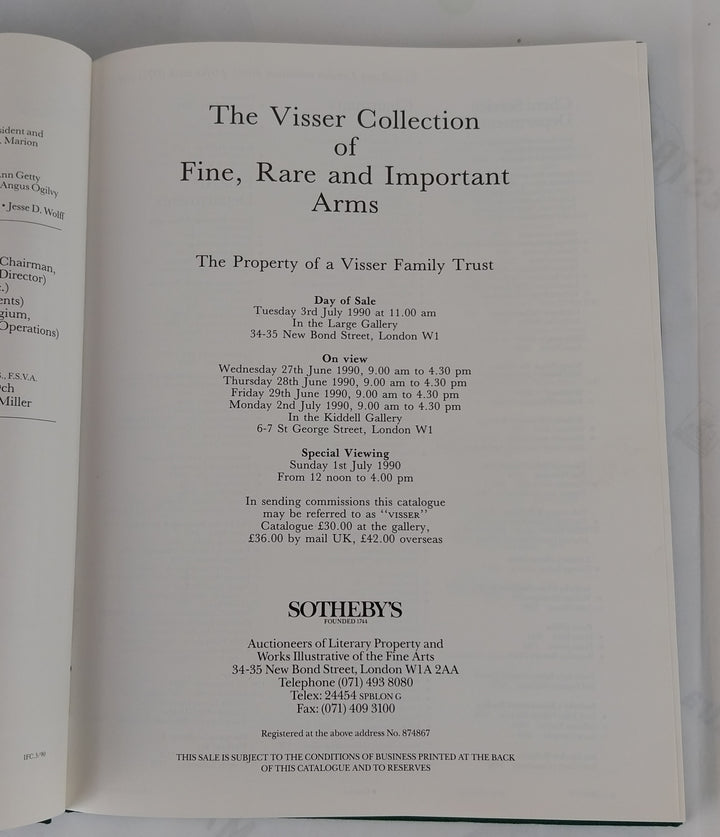 sident and
. Marion
nn Getty
Angus Ogilvy
• Jesse D. Wolff
Chairman,
Director)
.)
ents)
gium,
Operations)
., F.S.V.A.
ch
Miller
IFC.3/90
The Visser Collection
of
Fine, Rare and Important
Arms
The Property of a Visser Family Trust
Day of Sale
Tuesday 3rd July 1990 at 11.00 am
In the Large Gallery
34-35 New Bond Street, London W1
On view
Wednesday 27th June 1990, 9.00 am to 4.30 pm
Thursday 28th June 1990, 9.00 am to 4.30 pm
Friday 29th June 1990, 9.00 am to 4.30 pm
Monday 2nd July 1990, 9.00 am to 4.30 pm
In the Kiddell Gallery
6-7 St George Street, London W1
Special Viewing
Sunday 1st July 1990
From 12 noon to 4.00 pm
In sending commissions this catalogue
may be referred to as “VISSER”
Catalogue £30.00 at the gallery,
£36.00 by mail UK, £42.00 overseas
SOTHEBY'S
FOUNDED 1744
Auctioneers of Literary Property and
Works Illustrative of the Fine Arts
34-35 New Bond Street, London W1A 2AA
Telephone (071) 493 8080
Telex: 24454 SPBLON G
Fax: (071) 409 3100
Registered at the above address No. 874867
THIS SALE IS SUBJECT TO THE CONDITIONS OF BUSINESS PRINTED AT THE BACK
OF THIS CATALOGUE AND TO RESERVES